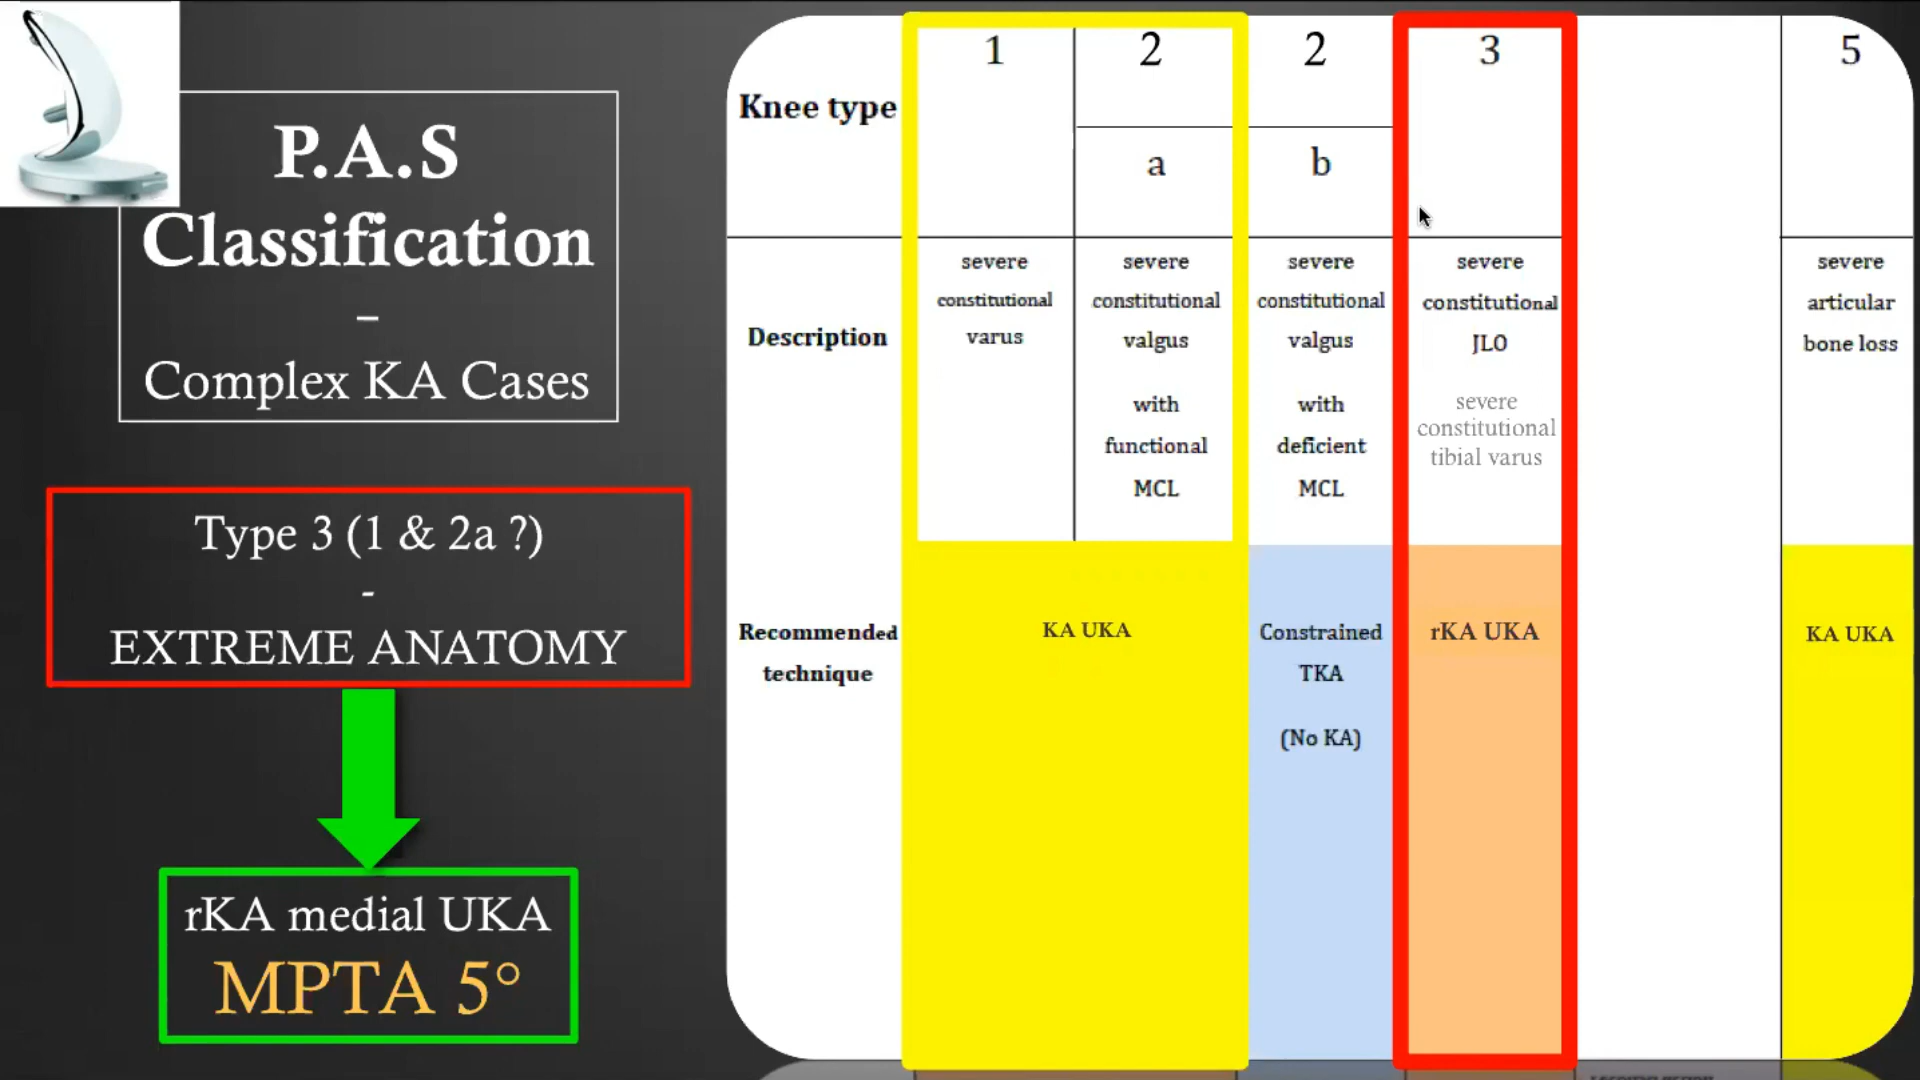 P.A.S
Classification
–
Complex KA Cases
Type 3 (1 & 2a ?)
-
EXTREME ANATOMY
rKA medial UKA
MPTA 5°
Knee type
1
2
2
3
5
a
b
Description
severe
constitutional
varus
severe
constitutional
valgus
with
functional
MCL
severe
constitutional
valgus
with
deficient
MCL
severe
constitutional
JLO
severe
constitutional
tibial varus
severe
articular
bone loss
Recommended
technique
KA UKA
Constrained
TKA
(No KA)
rKA UKA
KA UKA